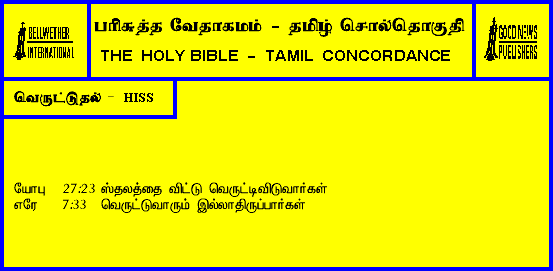 BELLWETHER
INTERNATIONAL
பரிசுத்த வேதாகமம் - தமிழ் சொல்தொகுதி
THE HOLY BIBLE - TAMIL CONCORDANCE
GOOD NEWS
PUBLISHERS
வெருட்டுதல் - HISS
யோபு 27:23 ஸ்தலத்தை விட்டு வெருட்டிவிடுவார்கள்
எரே 7:33 வெருட்டுவாரும் இல்லாதிருப்பார்கள்